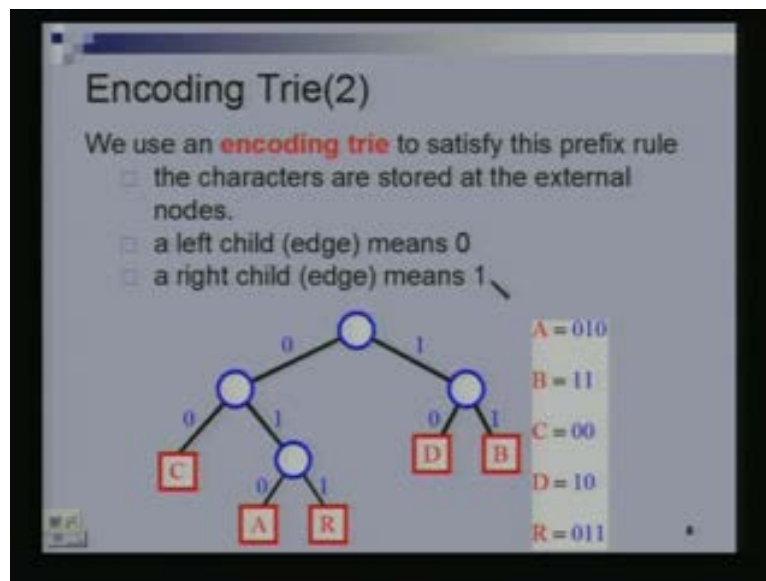 Encoding Trie(2)
We use an encoding trie to satisfy this prefix rule
the characters are stored at the external
nodes.
a left child (edge) means 0
a right child (edge) means 1
0 1
0 1 0 1
C D B
0 1
A R
A = 010
B = 11
C = 00
D = 10
R = 011